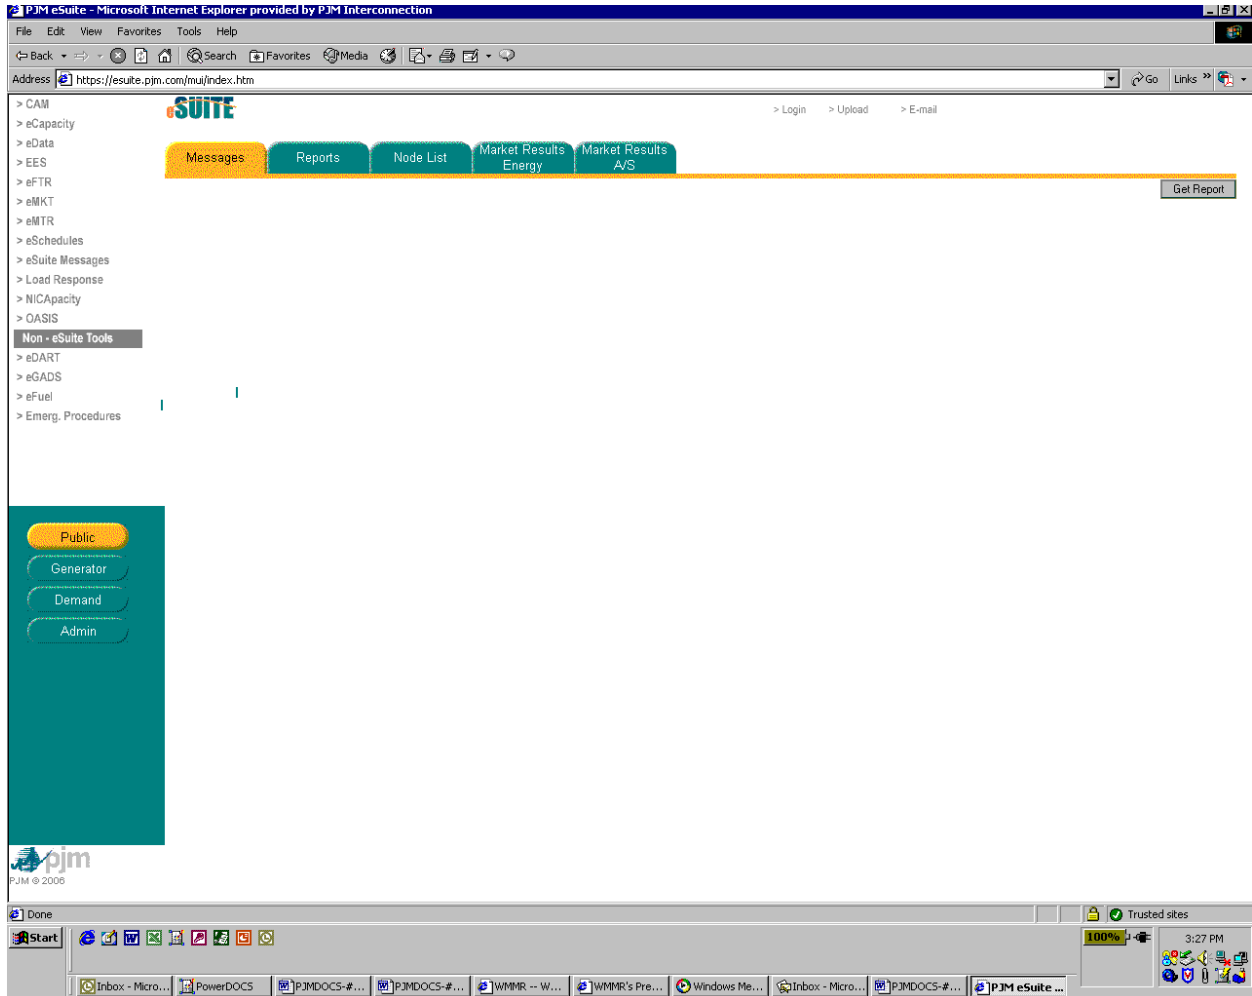 PJM eSuite - Microsoft Internet Explorer provided by PJM Interconnection
File Edit View Favorites Tools Help
Back Search Favorites Media
Address https://esuite.pjm.com/mui/index.htm Go Links »
> CAM
> eCapacity
> eData
> EES
> eFTR
> eMKT
> eMTR
> eSchedules
> eSuite Messages
> Load Response
> NICApacity
> OASIS
Non - eSuite Tools
> eDART
> eGADS
> eFuel
> Emerg. Procedures
eSUITE
> Login > Upload > E-mail
Messages Reports Node List Market Results Energy Market Results A/S
Get Report
Public
Generator
Demand
Admin
pjm
PJM © 2006
Done Trusted sites
Start 100% 3:27 PM
Inbox - Micro... PowerDOCS PJMDOCS-#... PJMDOCS-#... WMMR -- W... WMMR's Pre... Windows Me... Inbox - Micro... PJMDOCS-#... PJM eSuite ...